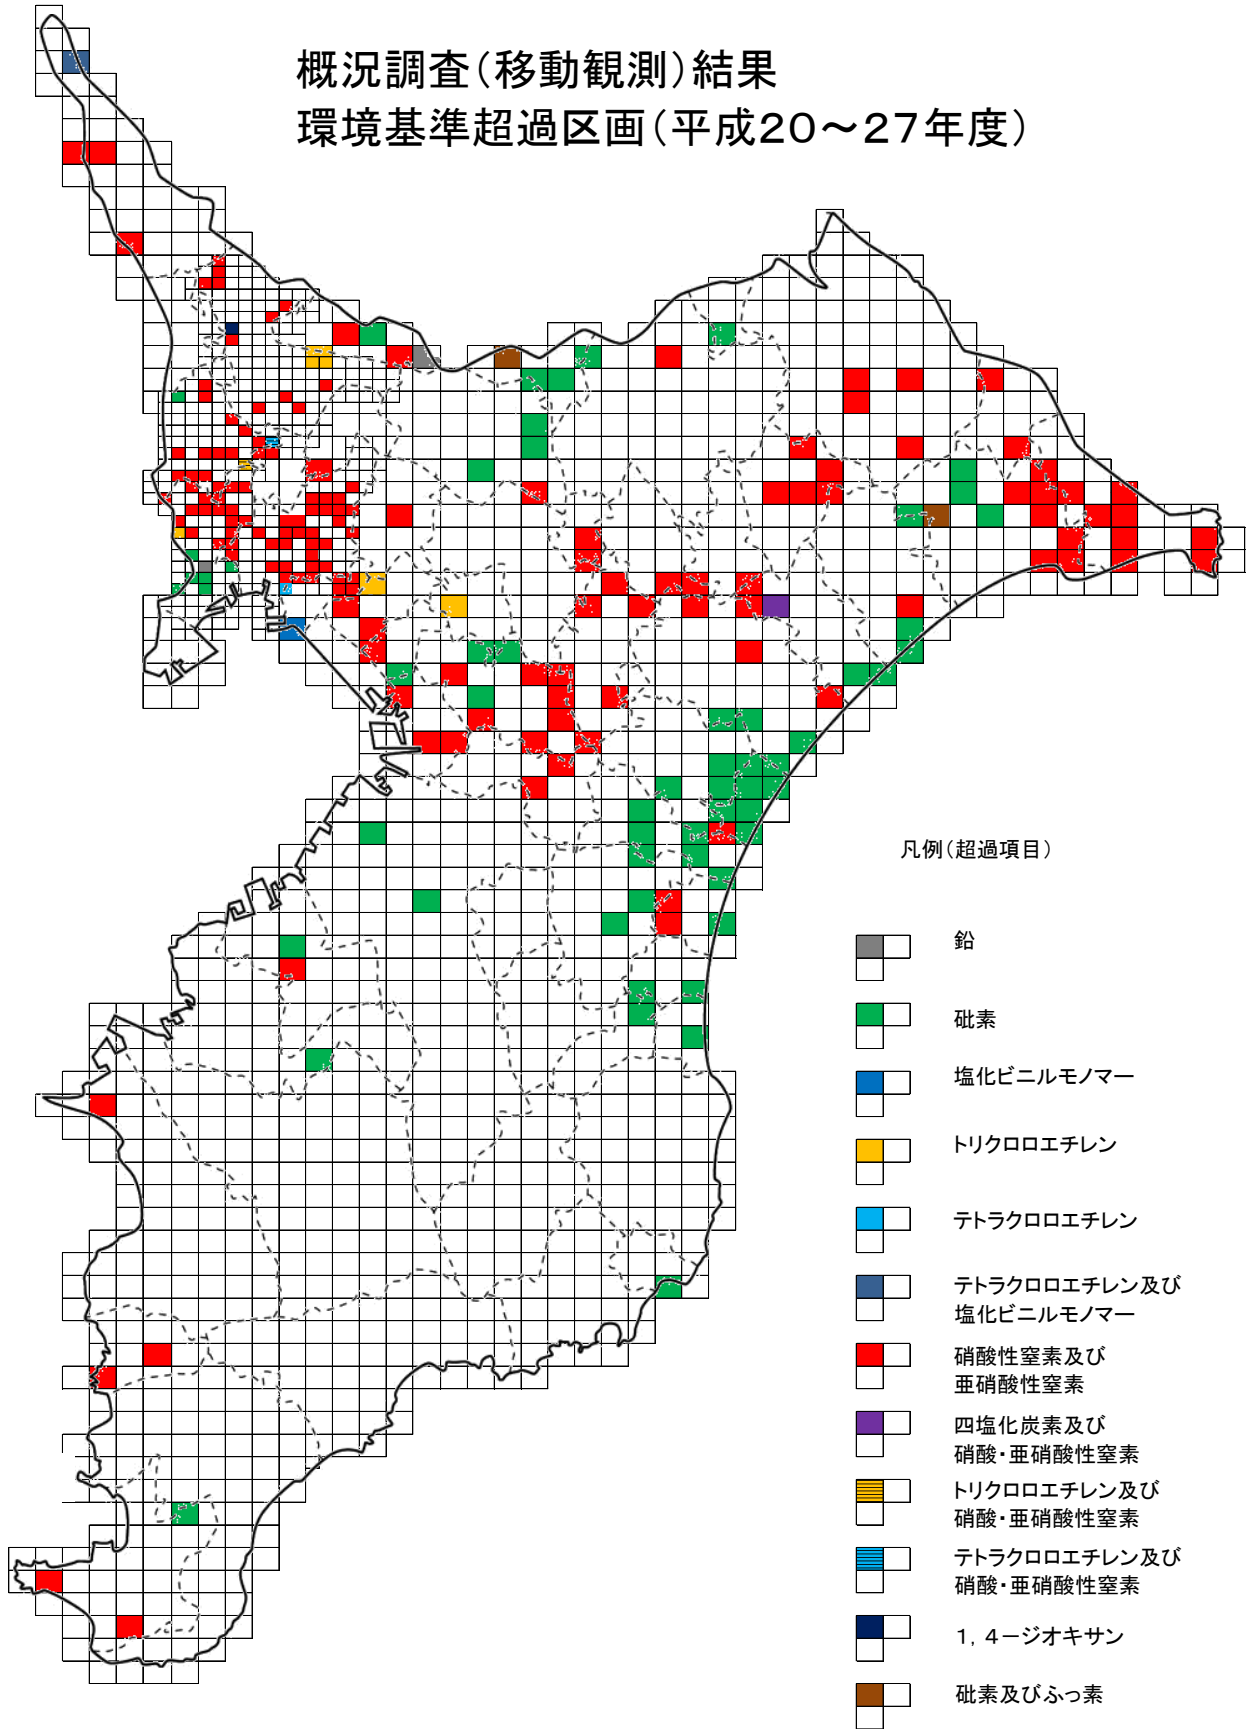 概況調査(移動観測)結果
環境基準超過区画(平成20～27年度)
凡例(超過項目)
鉛
砒素
塩化ビニルモノマー
トリクロロエチレン
テトラクロロエチレン
テトラクロロエチレン及び
塩化ビニルモノマー
硝酸性窒素及び
亜硝酸性窒素
四塩化炭素及び
硝酸・亜硝酸性窒素
トリクロロエチレン及び
硝酸・亜硝酸性窒素
テトラクロロエチレン及び
硝酸・亜硝酸性窒素
1，4－ジオキサン
砒素及びふっ素